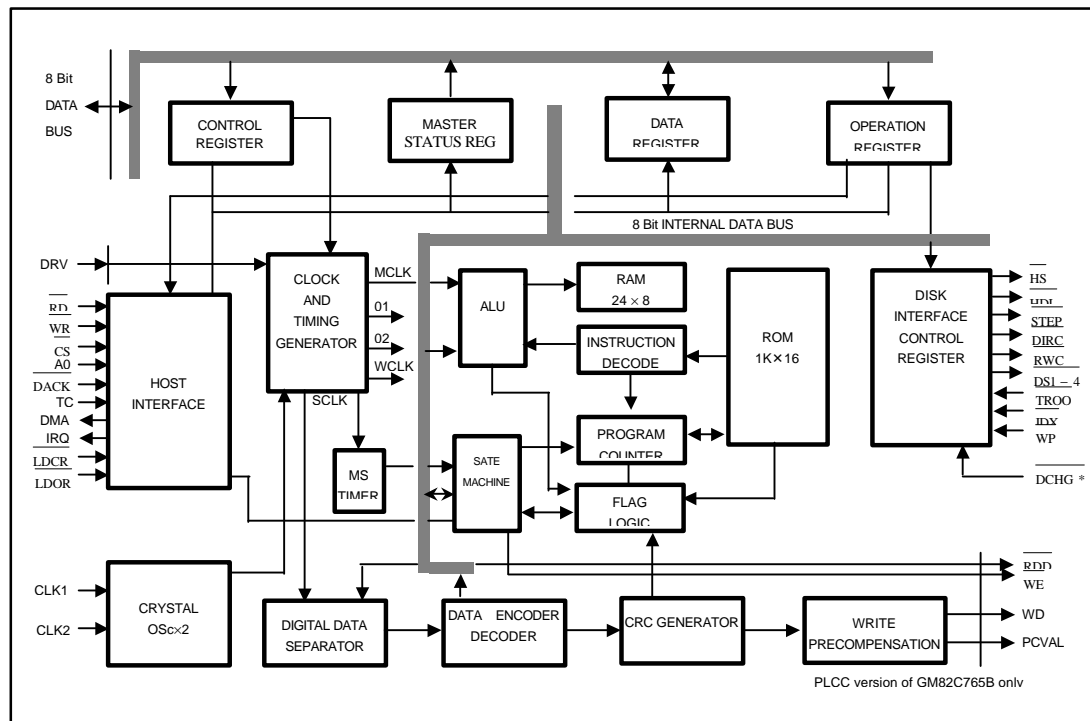 8 Bit
DATA
BUS
CONTROL
REGISTER
MASTER
STATUS REG
DATA
REGISTER
OPERATION
REGISTER
8 Bit INTERNAL DATA BUS
DRV
RD
WR
CS
A0
DACK
TC
DMA
IRQ
LDCR
LDOR
HOST
INTERFACE
CLOCK
AND
TIMING
GENERATOR
MCLK
01
02
WCLK
SCLK
MS
TIMER
ALU
RAM
24 × 8
INSTRUCTION
DECODE
ROM
1K×16
PROGRAM
COUNTER
SATE
MACHINE
FLAG
LOGIC
DISK
INTERFACE
CONTROL
REGISTER
HS
HDL
STEP
DIRC
RWC
DS1 – 4
TROO
IDX
WP
DCHG *
CLK1
CLK2
CRYSTAL
OSc×2
DIGITAL DATA
SEPARATOR
DATA ENCODER
DECODER
CRC GENERATOR
WRITE
PRECOMPENSATION
RDD
WE
WD
PCVAL
PLCC version of GM82C765B only